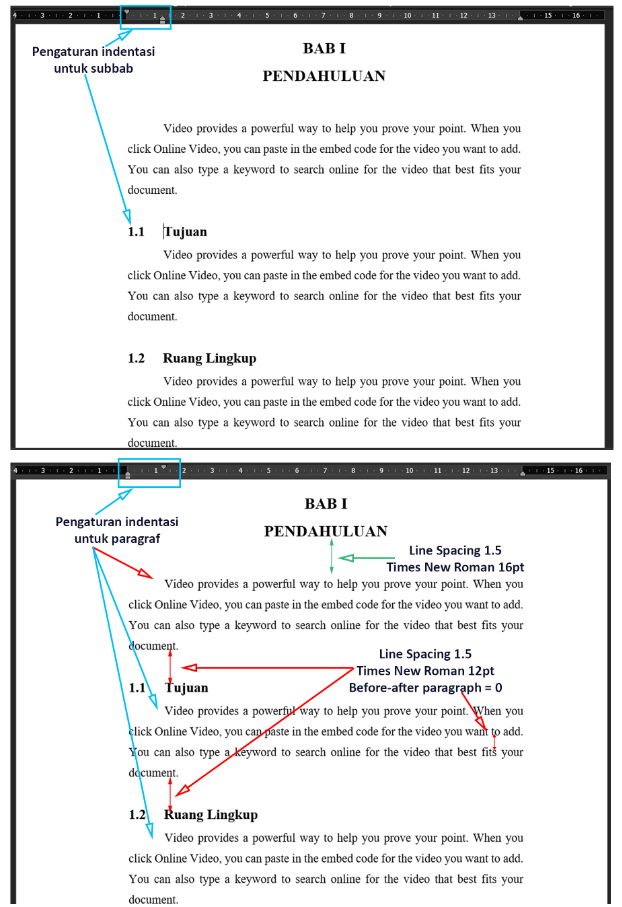 4 3 2 1 1 2 3 4 5 6 7 8 9 10 11 12 13 15 16
Pengaturan indentasi
untuk subbab
BAB I
PENDAHULUAN
Video provides a powerful way to help you prove your point. When you
click Online Video, you can paste in the embed code for the video you want to add.
You can also type a keyword to search online for the video that best fits your
document.
1.1 Tujuan
Video provides a powerful way to help you prove your point. When you
click Online Video, you can paste in the embed code for the video you want to add.
You can also type a keyword to search online for the video that best fits your
document.
1.2 Ruang Lingkup
Video provides a powerful way to help you prove your point. When you
click Online Video, you can paste in the embed code for the video you want to add.
You can also type a keyword to search online for the video that best fits your
document.
4 3 2 1 1 2 3 4 5 6 7 8 9 10 11 12 13 15 16
BAB I
Pengaturan indentasi
untuk paragraf
PENDAHULUAN
Line Spacing 1.5
Times New Roman 16pt
Video provides a powerful way to help you prove your point. When you
click Online Video, you can paste in the embed code for the video you want to add.
You can also type a keyword to search online for the video that best fits your
document.
Line Spacing 1.5
Times New Roman 12pt
Before-after paragraph = 0
1.1 Tujuan
Video provides a powerful way to help you prove your point. When you
click Online Video, you can paste in the embed code for the video you want to add.
You can also type a keyword to search online for the video that best fits your
document.
1.2 Ruang Lingkup
Video provides a powerful way to help you prove your point. When you
click Online Video, you can paste in the embed code for the video you want to add.
You can also type a keyword to search online for the video that best fits your
document.